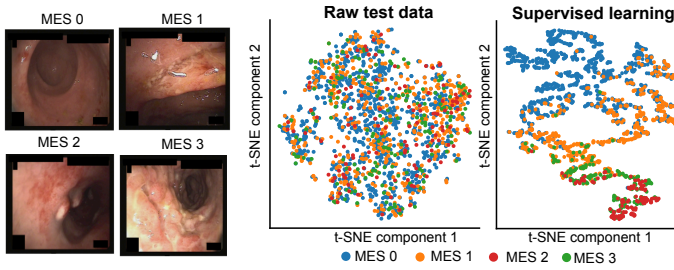 MES 0
MES 1
MES 2
MES 3
Raw test data
t-SNE component 2
t-SNE component 1
Supervised learning
t-SNE component 2
t-SNE component 1
MES 0 MES 1 MES 2 MES 3